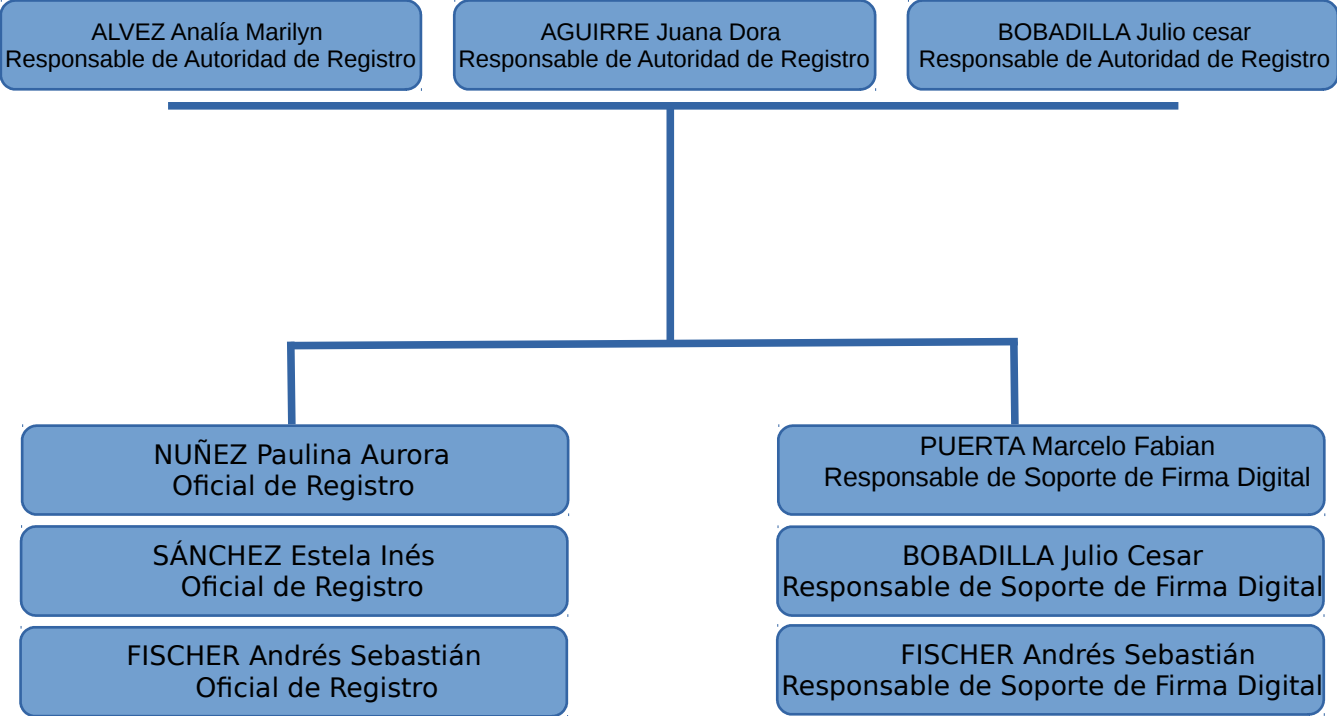 ALVEZ Analía Marilyn
Responsable de Autoridad de Registro
AGUIRRE Juana Dora
Responsable de Autoridad de Registro
BOBADILLA Julio cesar
Responsable de Autoridad de Registro
NUÑEZ Paulina Aurora
Oficial de Registro
SÁNCHEZ Estela Inés
Oficial de Registro
FISCHER Andrés Sebastián
Oficial de Registro
PUERTA Marcelo Fabian
Responsable de Soporte de Firma Digital
BOBADILLA Julio Cesar
Responsable de Soporte de Firma Digital
FISCHER Andrés Sebastián
Responsable de Soporte de Firma Digital